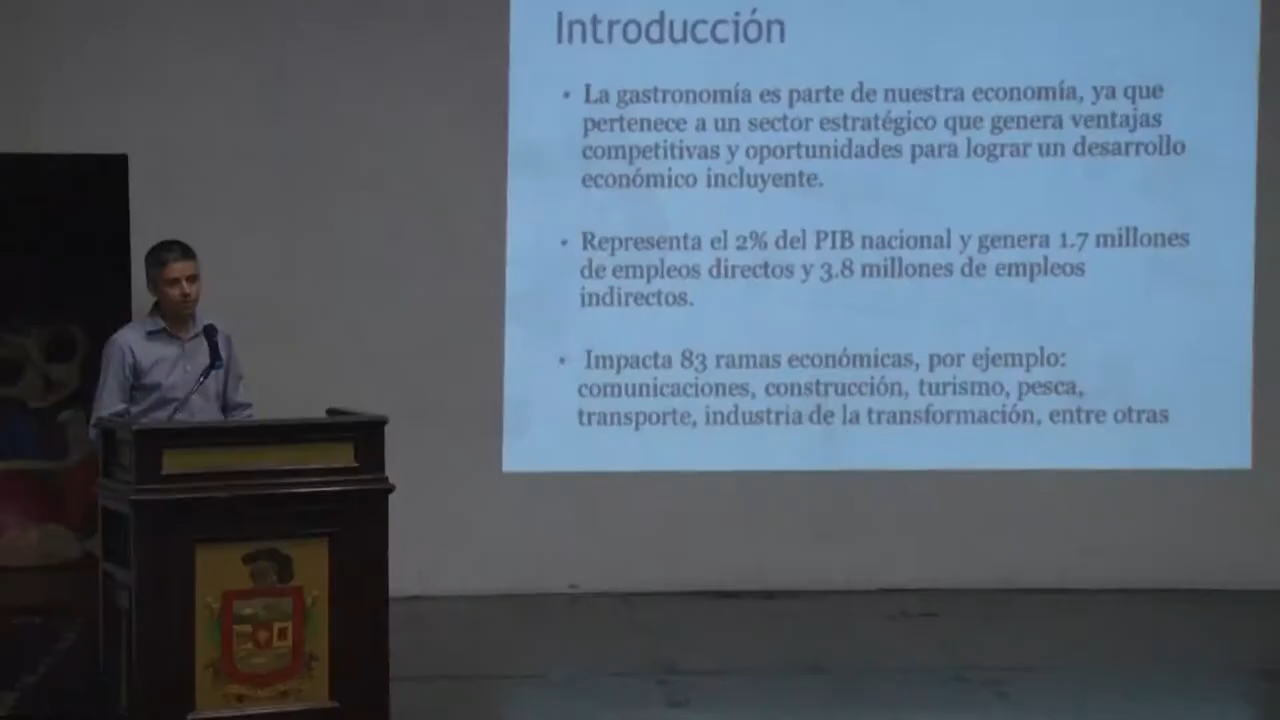 Introducción
• La gastronomía es parte de nuestra economía, ya que
pertenece a un sector estratégico que genera ventajas
competitivas y oportunidades para lograr un desarrollo
económico incluyente.
• Representa el 2% del PIB nacional y genera 1.7 millones
de empleos directos y 3.8 millones de empleos
indirectos.
• Impacta 83 ramas económicas, por ejemplo:
comunicaciones, construcción, turismo, pesca,
transporte, industria de la transformación, entre otras